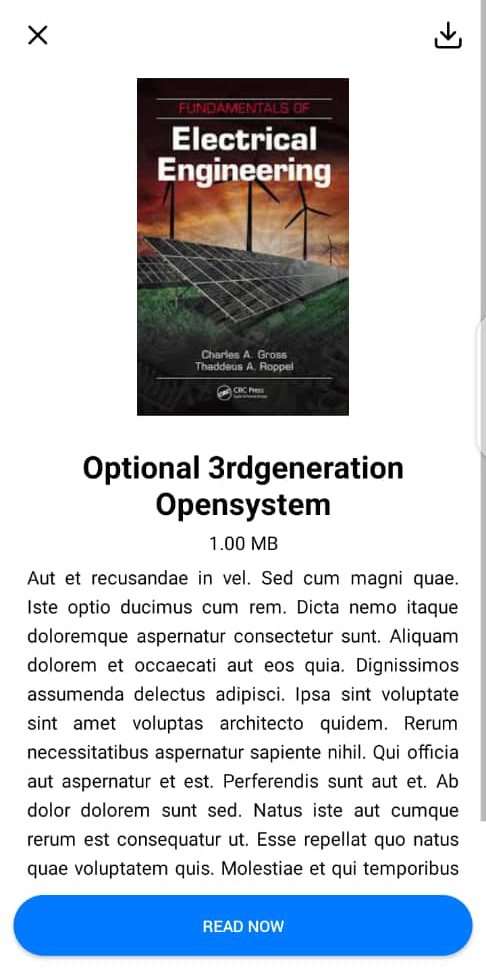 FUNDAMENTALS OF
Electrical
Engineering
Charles A. Gross
Thaddeus A. Roppel
CRC Press
Optional 3rdgeneration
Opensystem
1.00 MB
Aut et recusandae in vel. Sed cum magni quae.
Iste optio ducimus cum rem. Dicta nemo itaque
doloremque aspernatur consectetur sunt. Aliquam
dolorem et occaecati aut eos quia. Dignissimos
assumenda delectus adipisci. Ipsa sint voluptate
sint amet voluptas architecto quidem. Rerum
necessitatibus aspernatur sapiente nihil. Qui officia
aut aspernatur et est. Perferendis sunt aut et. Ab
dolor dolorem sunt sed. Natus iste aut cumque
rerum est consequatur ut. Esse repellat quo natus
quae voluptatem quis. Molestiae et qui temporibus
READ NOW